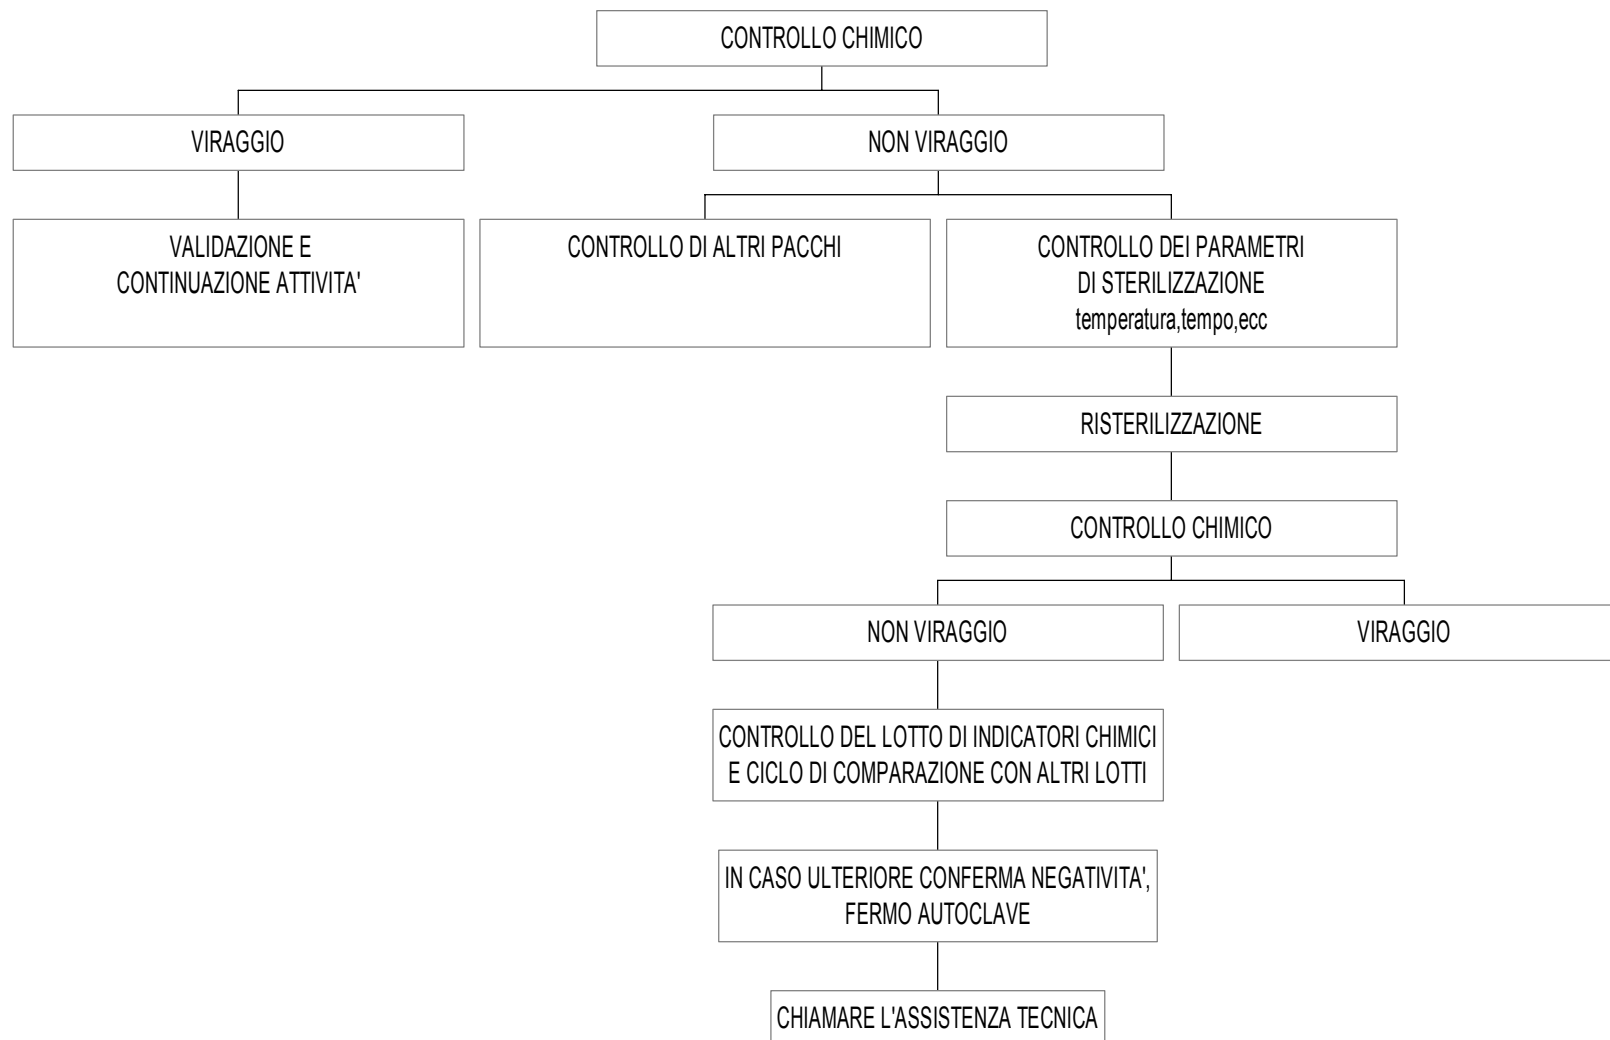 CONTROLLO CHIMICO
VIRAGGIO
NON VIRAGGIO
VALIDAZIONE E
CONTINUAZIONE ATTIVITA'
CONTROLLO DI ALTRI PACCHI
CONTROLLO DEI PARAMETRI
DI STERILIZZAZIONE
temperatura,tempo,ecc
RISTERILIZZAZIONE
CONTROLLO CHIMICO
NON VIRAGGIO
VIRAGGIO
CONTROLLO DEL LOTTO DI INDICATORI CHIMICI
E CICLO DI COMPARAZIONE CON ALTRI LOTTI
IN CASO ULTERIORE CONFERMA NEGATIVITA',
FERMO AUTOCLAVE
CHIAMARE L'ASSISTENZA TECNICA